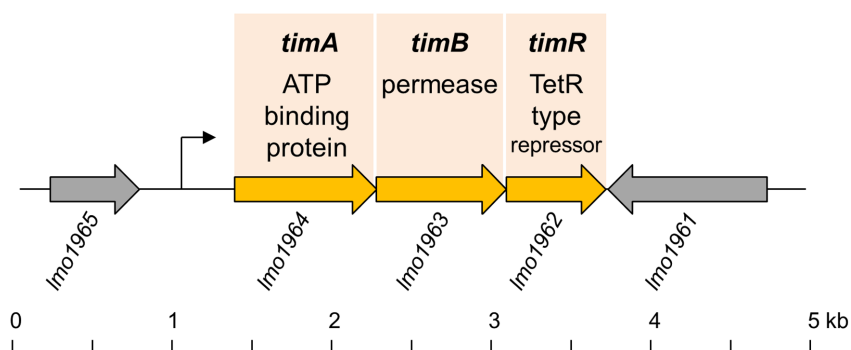 timA timB timR
ATP permease TetR
binding type
protein repressor
lmo1965 lmo1964 lmo1963 lmo1962 lmo1961
0 1 2 3 4 5 kb